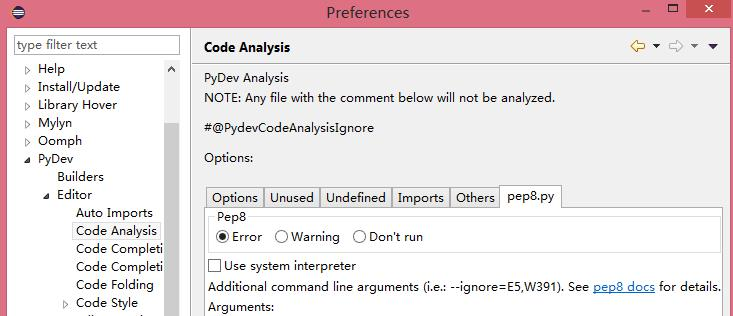 Preferences
type filter text
Help
Install/Update
Library Hover
Mylyn
Oomph
PyDev
Builders
Editor
Auto Imports
Code Analysis
Code Completi
Code Completi
Code Folding
Code Style
Code Analysis
PyDev Analysis
NOTE: Any file with the comment below will not be analyzed.
#@PydevCodeAnalysisIgnore
Options:
Options Unused Undefined Imports Others pep8.py
Pep8
Error Warning Don't run
Use system interpreter
Additional command line arguments (i.e.: --ignore=E5,W391). See pep8 docs for details.
Arguments: